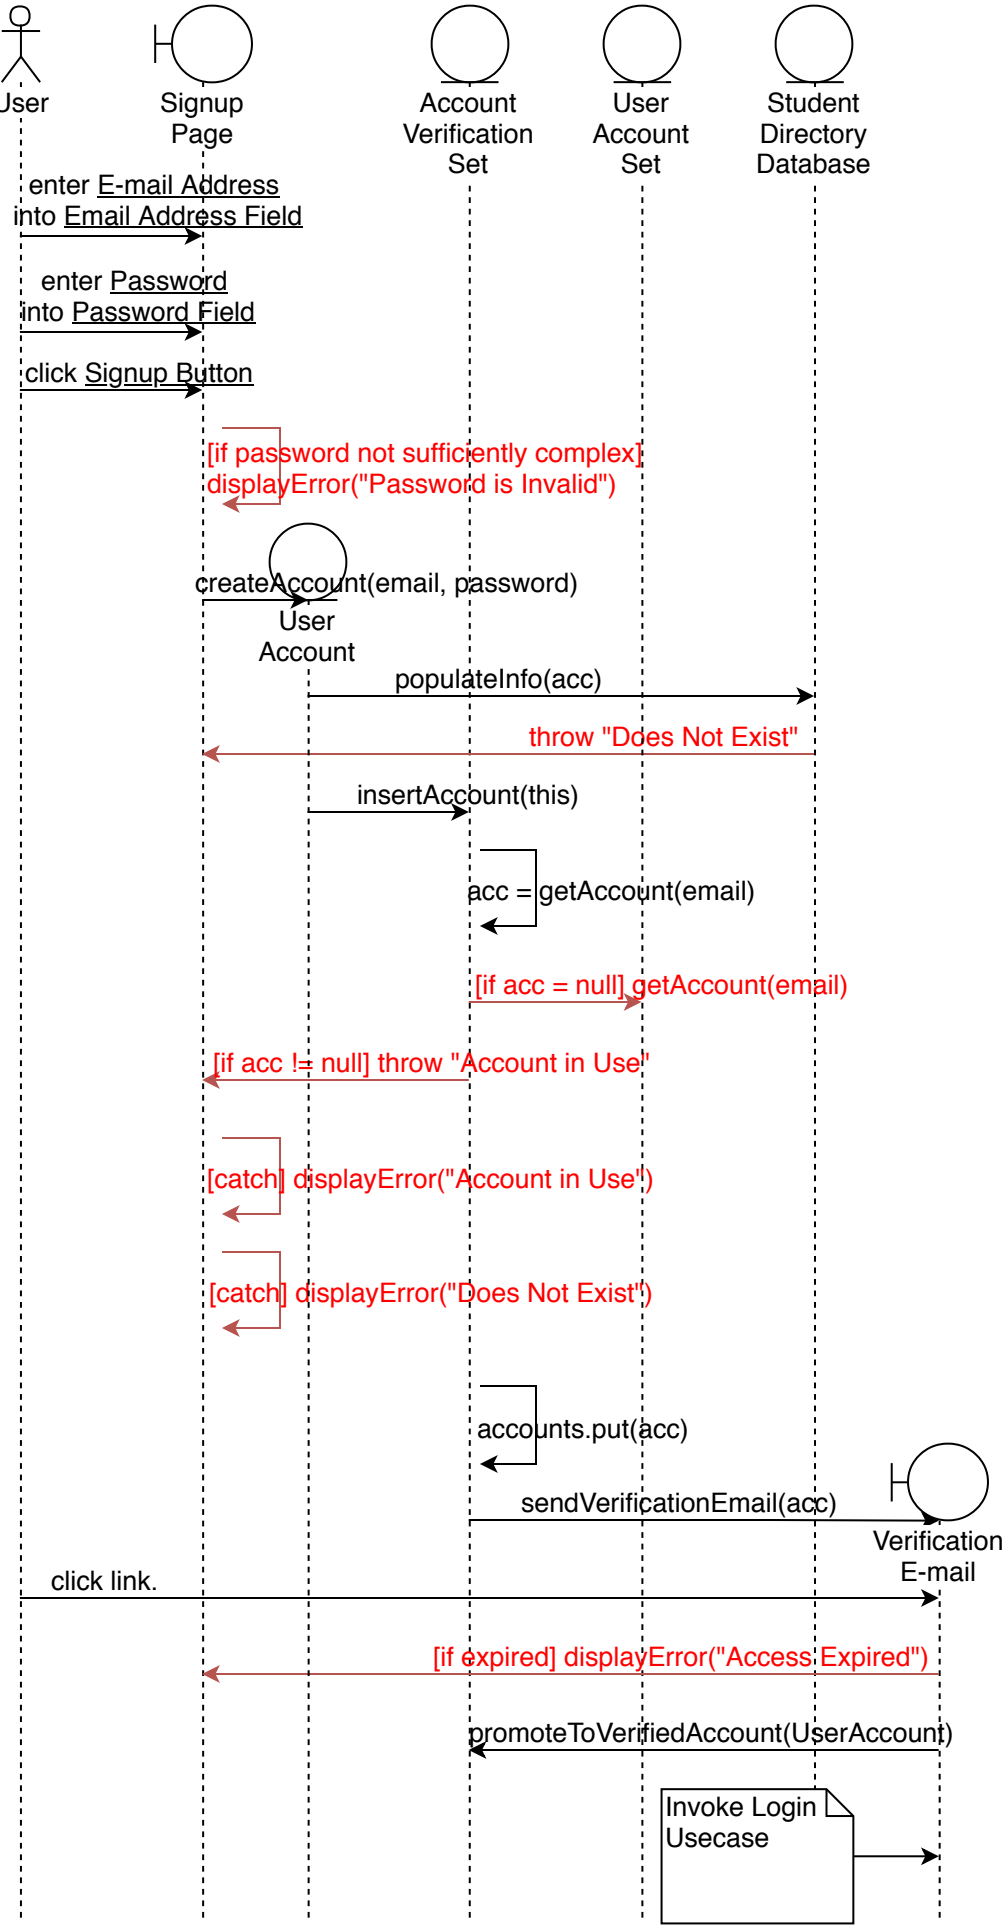 User
Signup
Page
Account
Verification
Set
User
Account
Set
Student
Directory
Database
enter E-mail Address
into Email Address Field
enter Password
into Password Field
click Signup Button
[if password not sufficiently complex]
displayError("Password is Invalid")
createAccount(email, password)
User
Account
populateInfo(acc)
throw "Does Not Exist"
insertAccount(this)
acc = getAccount(email)
[if acc = null] getAccount(email)
[if acc != null] throw "Account in Use"
[catch] displayError("Account in Use")
[catch] displayError("Does Not Exist")
accounts.put(acc)
sendVerificationEmail(acc)
Verification
E-mail
click link.
[if expired] displayError("Access Expired")
promoteToVerifiedAccount(UserAccount)
Invoke Login
Usecase